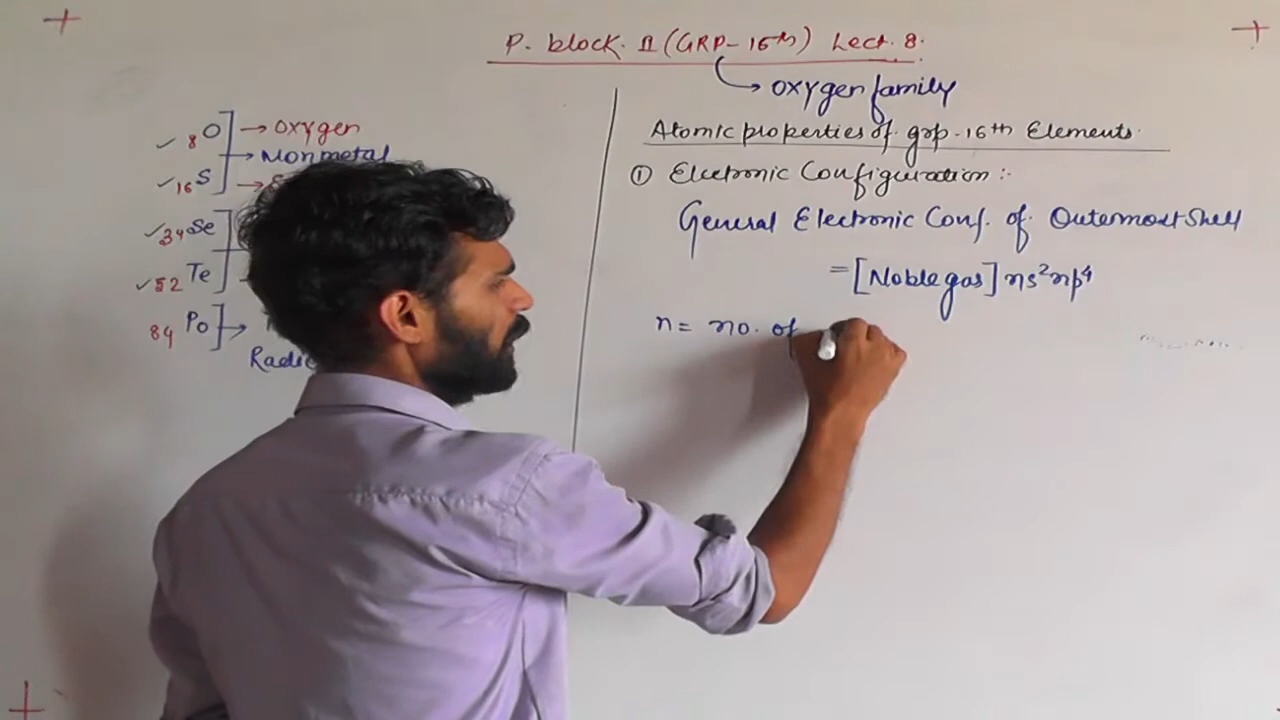 P. block. II (GRP-16th) Lect. 8.
oxygen family
8O → oxygen
→ Nonmetal
16S →
34Se
52Te
84Po →
Radi
Atomic properties of grp-16th Elements.
① Electronic Configuration :-
General Electronic Conf. of Outermost Shell
= [Noble gas] ns²np⁴
n = no. of